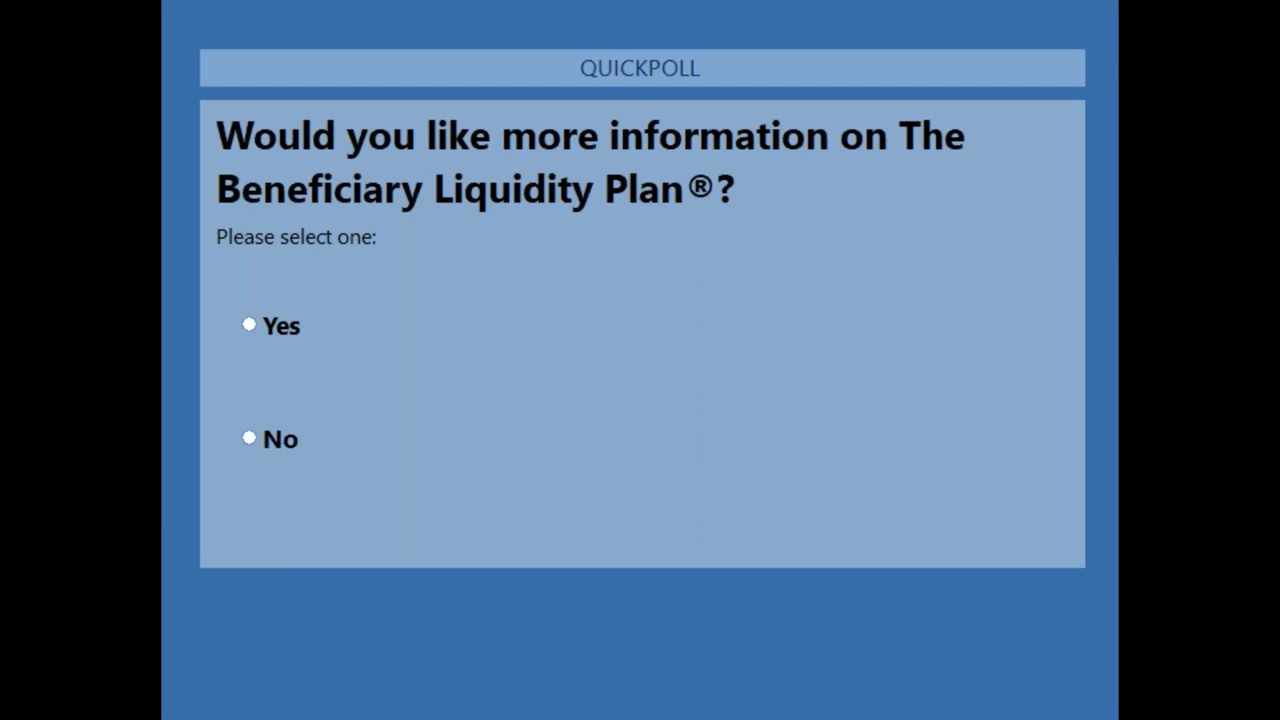 QUICKPOLL
Would you like more information on The
Beneficiary Liquidity Plan®?
Please select one:
Yes
No